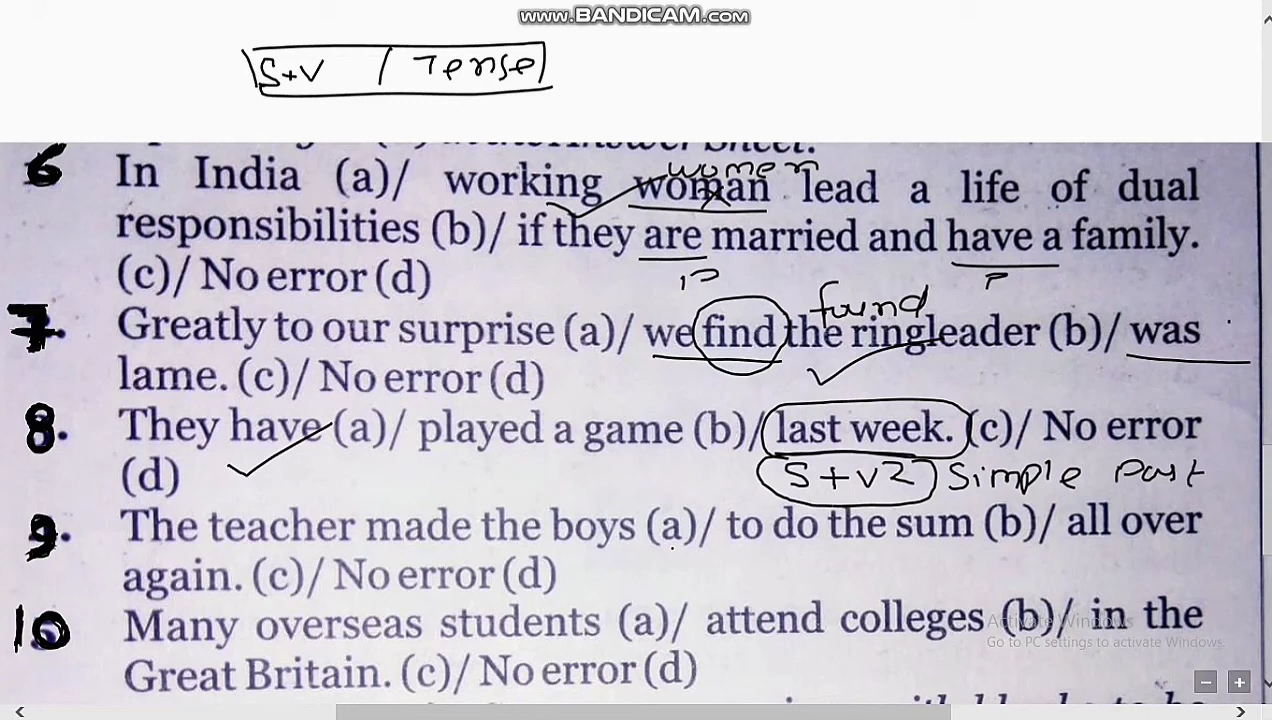 www.BANDICAM.com
S+V / Tense
6 In India (a)/ working woman lead a life of dual
women
responsibilities (b)/ if they are married and have a family.
(c)/ No error (d)
found
7. Greatly to our surprise (a)/ we find the ringleader (b)/ was
lame. (c)/ No error (d)
8. They have (a)/ played a game (b)/ last week. (c)/ No error
(d)
S+V2 Simple Past
9. The teacher made the boys (a)/ to do the sum (b)/ all over
again. (c)/ No error (d)
10 Many overseas students (a)/ attend colleges (b)/ in the
Great Britain. (c)/ No error (d)
Activate Windows
Go to PC settings to activate Windows.